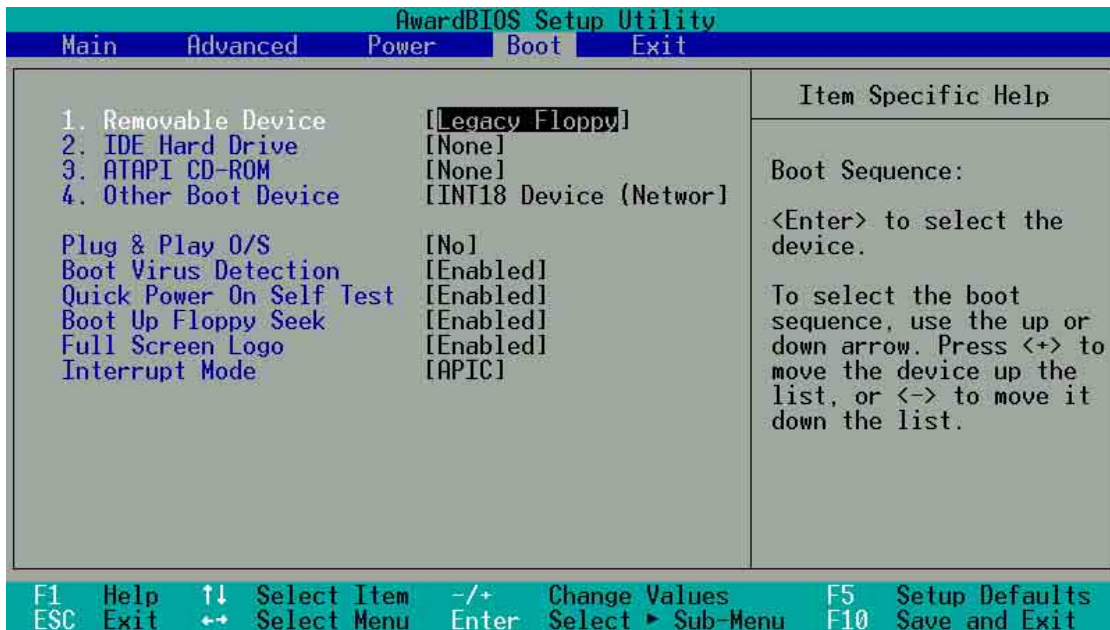 AwardBIOS Setup Utility
Main Advanced Power Boot Exit
1. Removable Device [Legacy Floppy]
2. IDE Hard Drive [None]
3. ATAPI CD-ROM [None]
4. Other Boot Device [INT18 Device (Networ]
Plug & Play O/S [No]
Boot Virus Detection [Enabled]
Quick Power On Self Test [Enabled]
Boot Up Floppy Seek [Enabled]
Full Screen Logo [Enabled]
Interrupt Mode [APIC]
Item Specific Help
Boot Sequence:
<Enter> to select the
device.
To select the boot
sequence, use the up or
down arrow. Press <+> to
move the device up the
list, or <-> to move it
down the list.
F1 Help ↑↓ Select Item -/+ Change Values F5 Setup Defaults
ESC Exit ↔ Select Menu Enter Select ► Sub-Menu F10 Save and Exit